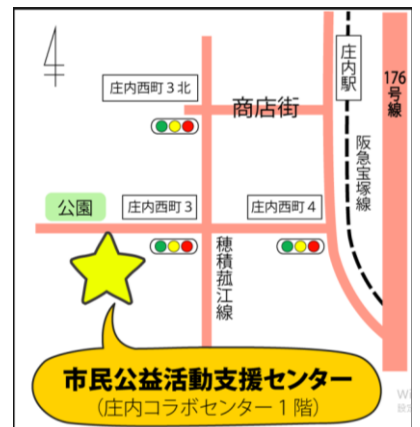 庄内西町3北
商店街
庄内駅
176号線
阪急宝塚線
公園
庄内西町3
庄内西町4
穂積菰江線
市民公益活動支援センター
(庄内コラボセンター1階)